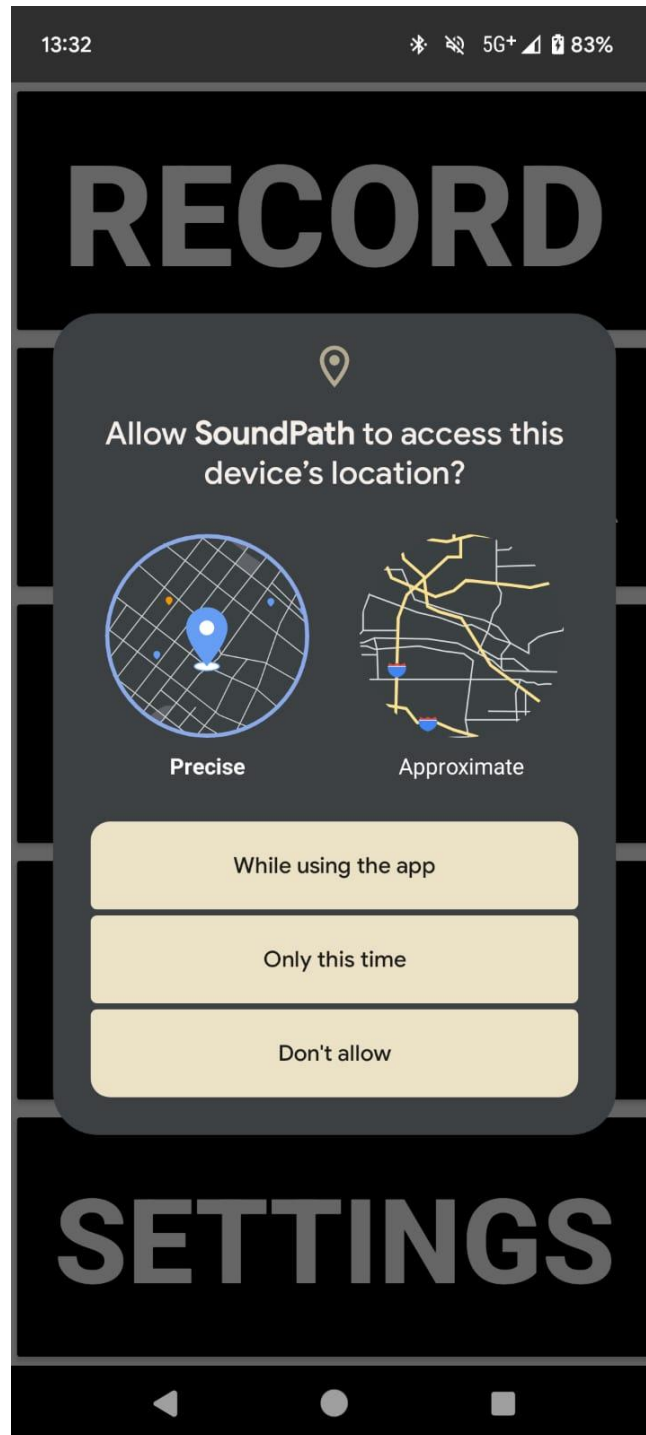 13:32 5G+ 83%
RECORD
Allow SoundPath to access this
device’s location?
Precise Approximate
While using the app
Only this time
Don't allow
SETTINGS